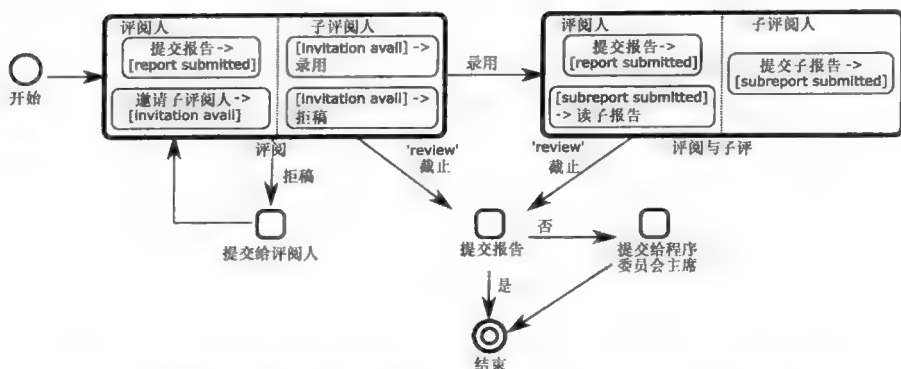 评阅人
子评阅人
提交报告 ->
[report submitted]
[invitation avail] ->
录用
邀请子评阅人 ->
[invitation avail]
[invitation avail] ->
拒稿
评阅
开始
录用
评阅人
子评阅人
提交报告->
[report submitted]
[subreport submitted]
-> 读子报告
提交子报告 ->
[subreport submitted]
评阅与子评
'review'
截止
'review'
截止
拒稿
提交给评阅人
提交报告
否
提交给程序
委员会主席
是
结束